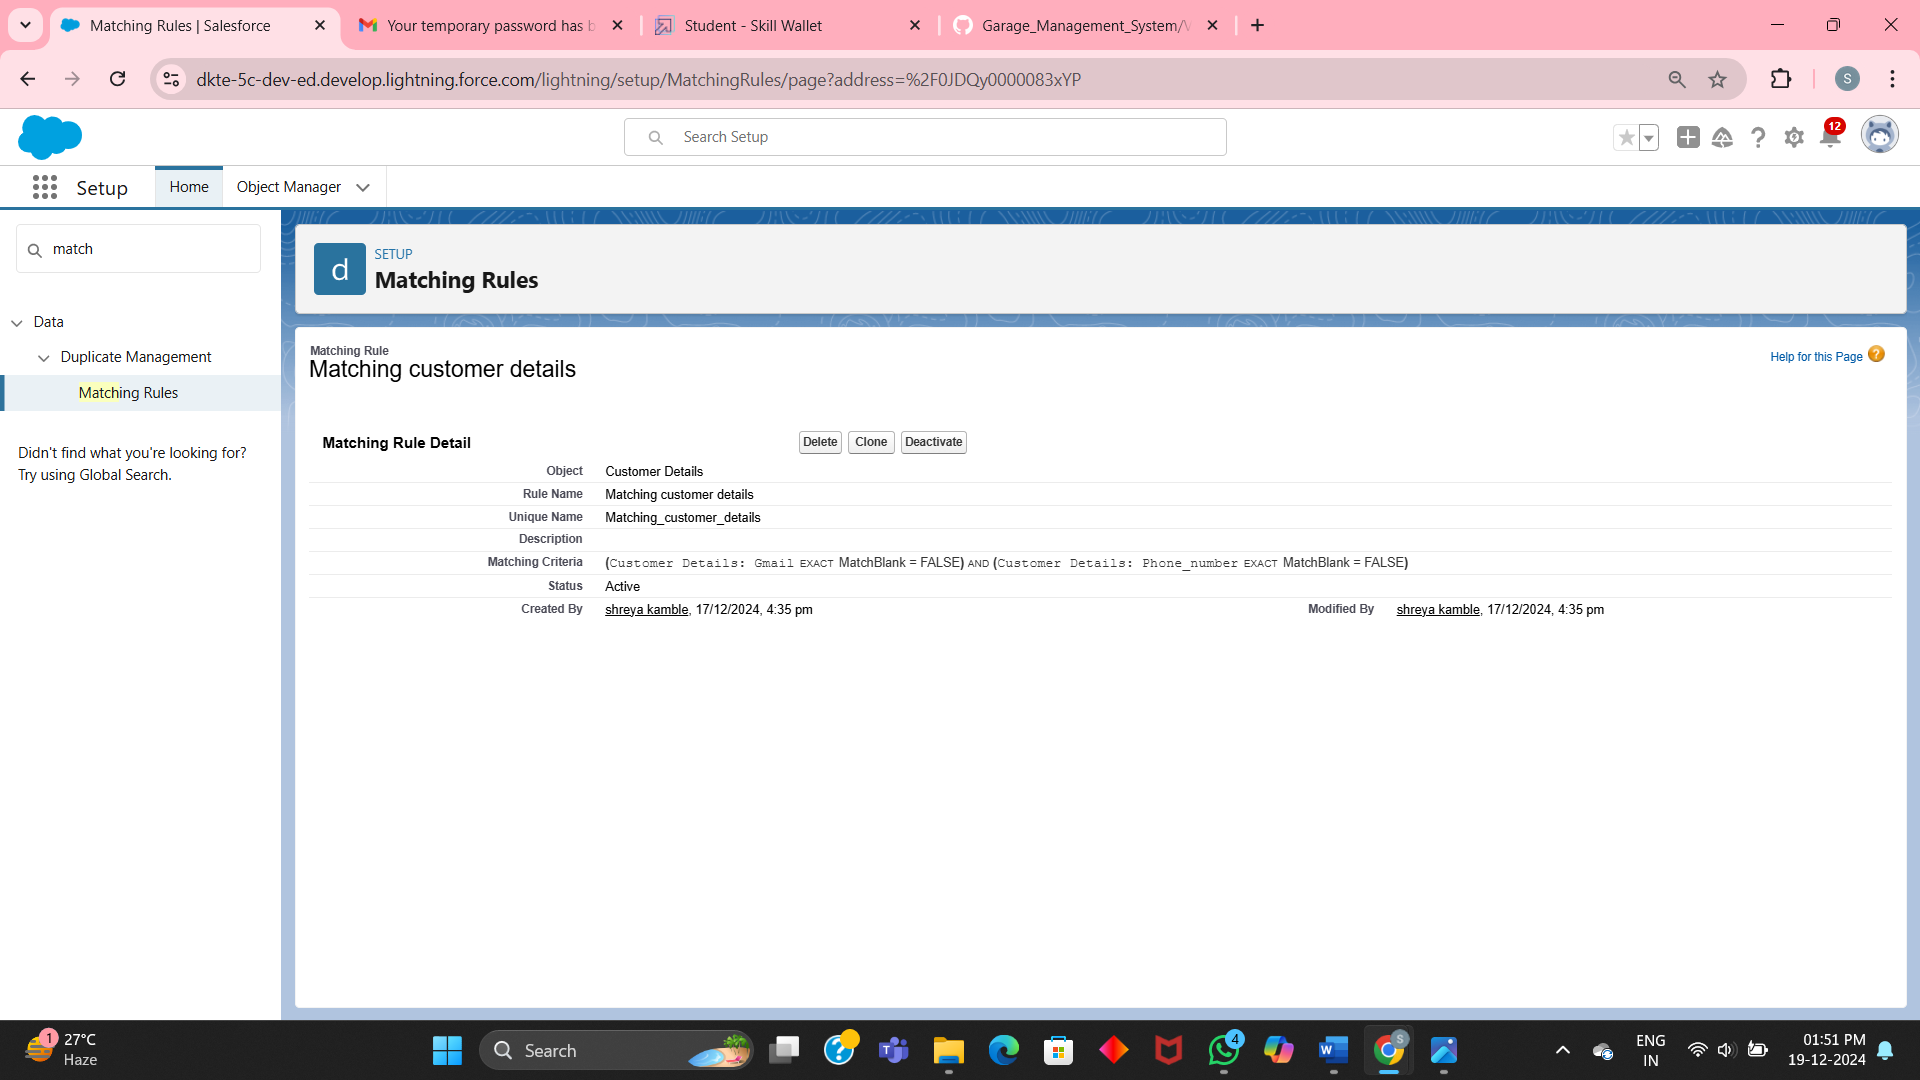 Matching Rules | Salesforce
Your temporary password has b
Student - Skill Wallet
Garage_Management_System/V
dkte-5c-dev-ed.develop.lightning.force.com/lightning/setup/MatchingRules/page?address=%2F0JDQy0000083xYP
S
Search Setup
12
Setup
Home
Object Manager
match
Data
Duplicate Management
Matching Rules
Didn't find what you're looking for?
Try using Global Search.
d
SETUP
Matching Rules
Matching Rule
Matching customer details
Help for this Page ?
Matching Rule Detail
Delete Clone Deactivate
Object Customer Details
Rule Name Matching customer details
Unique Name Matching_customer_details
Description
Matching Criteria (Customer Details: Gmail EXACT MatchBlank = FALSE) AND (Customer Details: Phone_number EXACT MatchBlank = FALSE)
Status Active
Created By shreya kamble, 17/12/2024, 4:35 pm Modified By shreya kamble, 17/12/2024, 4:35 pm
1
27°C
Haze
Search
4
S
ENG
IN
01:51 PM
19-12-2024